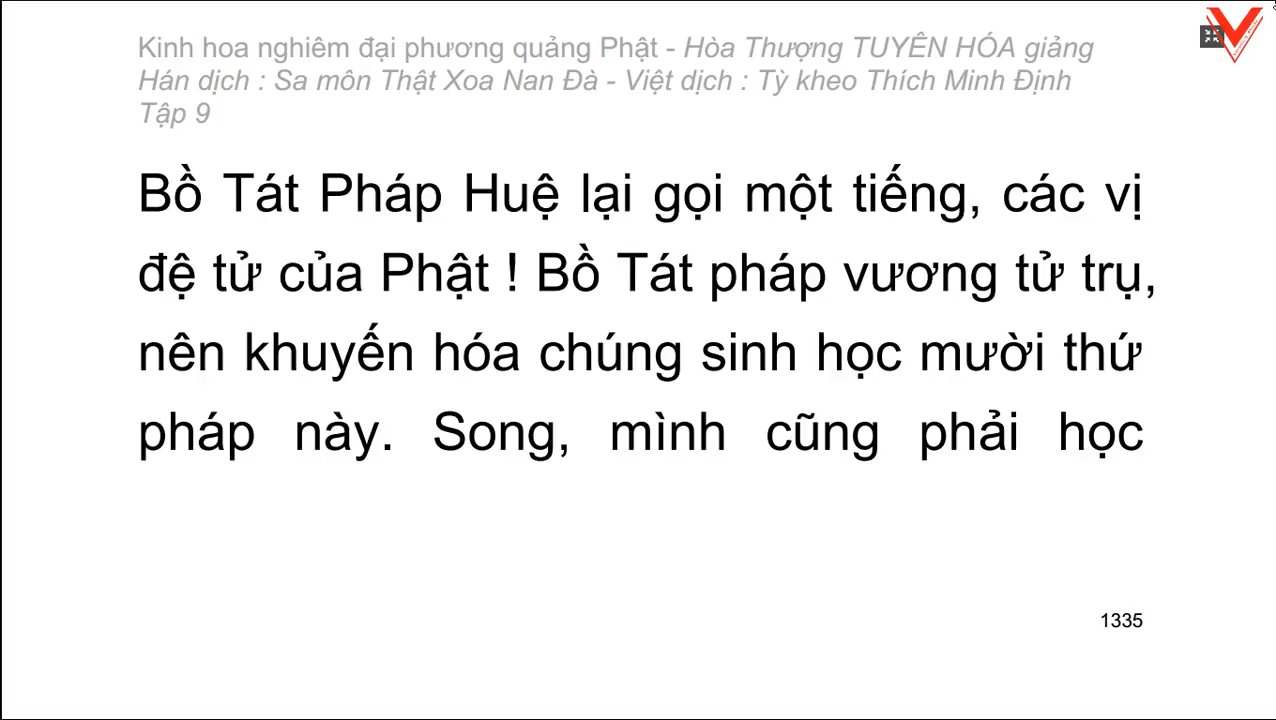 Kinh hoa nghiêm đại phương quảng Phật - Hòa Thượng TUYÊN HÓA giảng
Hán dịch : Sa môn Thật Xoa Nan Đà - Việt dịch : Tỳ kheo Thích Minh Định
Tập 9
Bồ Tát Pháp Huệ lại gọi một tiếng, các vị
đệ tử của Phật ! Bồ Tát pháp vương tử trụ,
nên khuyến hóa chúng sinh học mười thứ
pháp này. Song, mình cũng phải học
1335